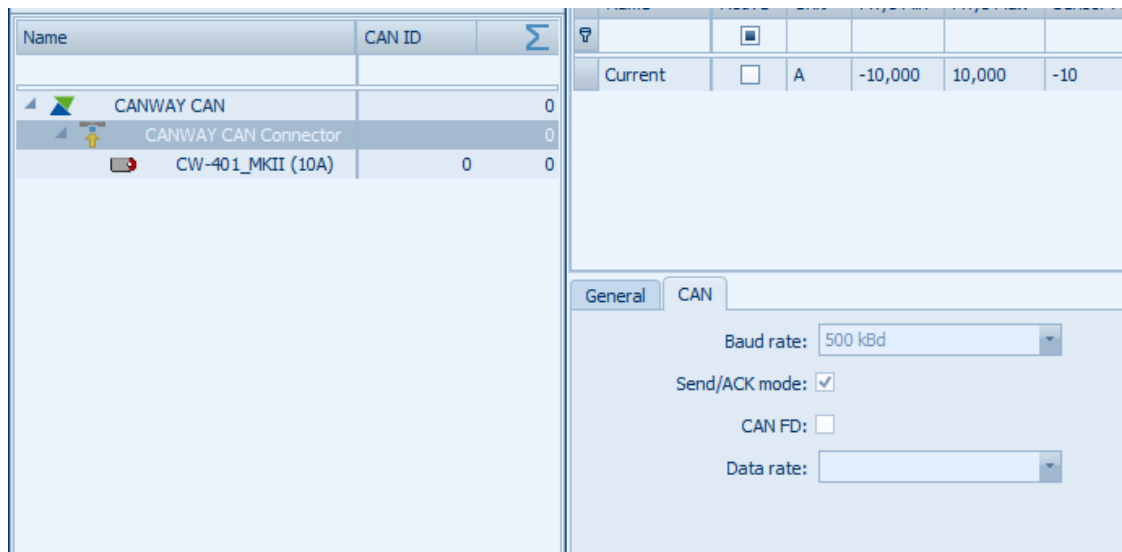 Name CAN ID Σ
CANWAY CAN 0
CANWAY CAN Connector 0
CW-401_MKII (10A) 0 0
Current A -10,000 10,000 -10
General CAN
Baud rate: 500 kBd
Send/ACK mode:
CAN FD:
Data rate: